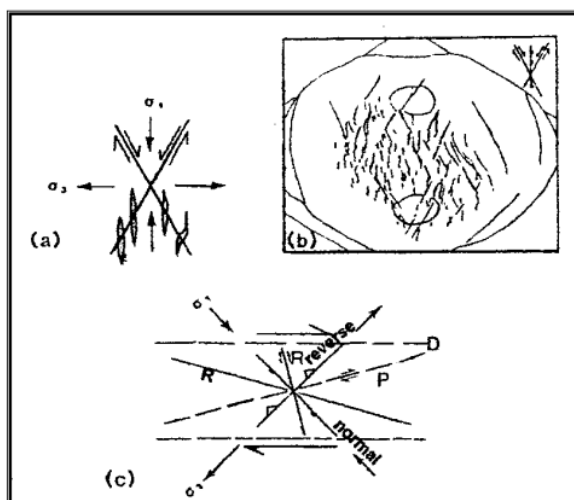 σ₁
σ₃
(a)
(b)
σ₁
R
reverse
D
R
P
normal
σ₃
(c)